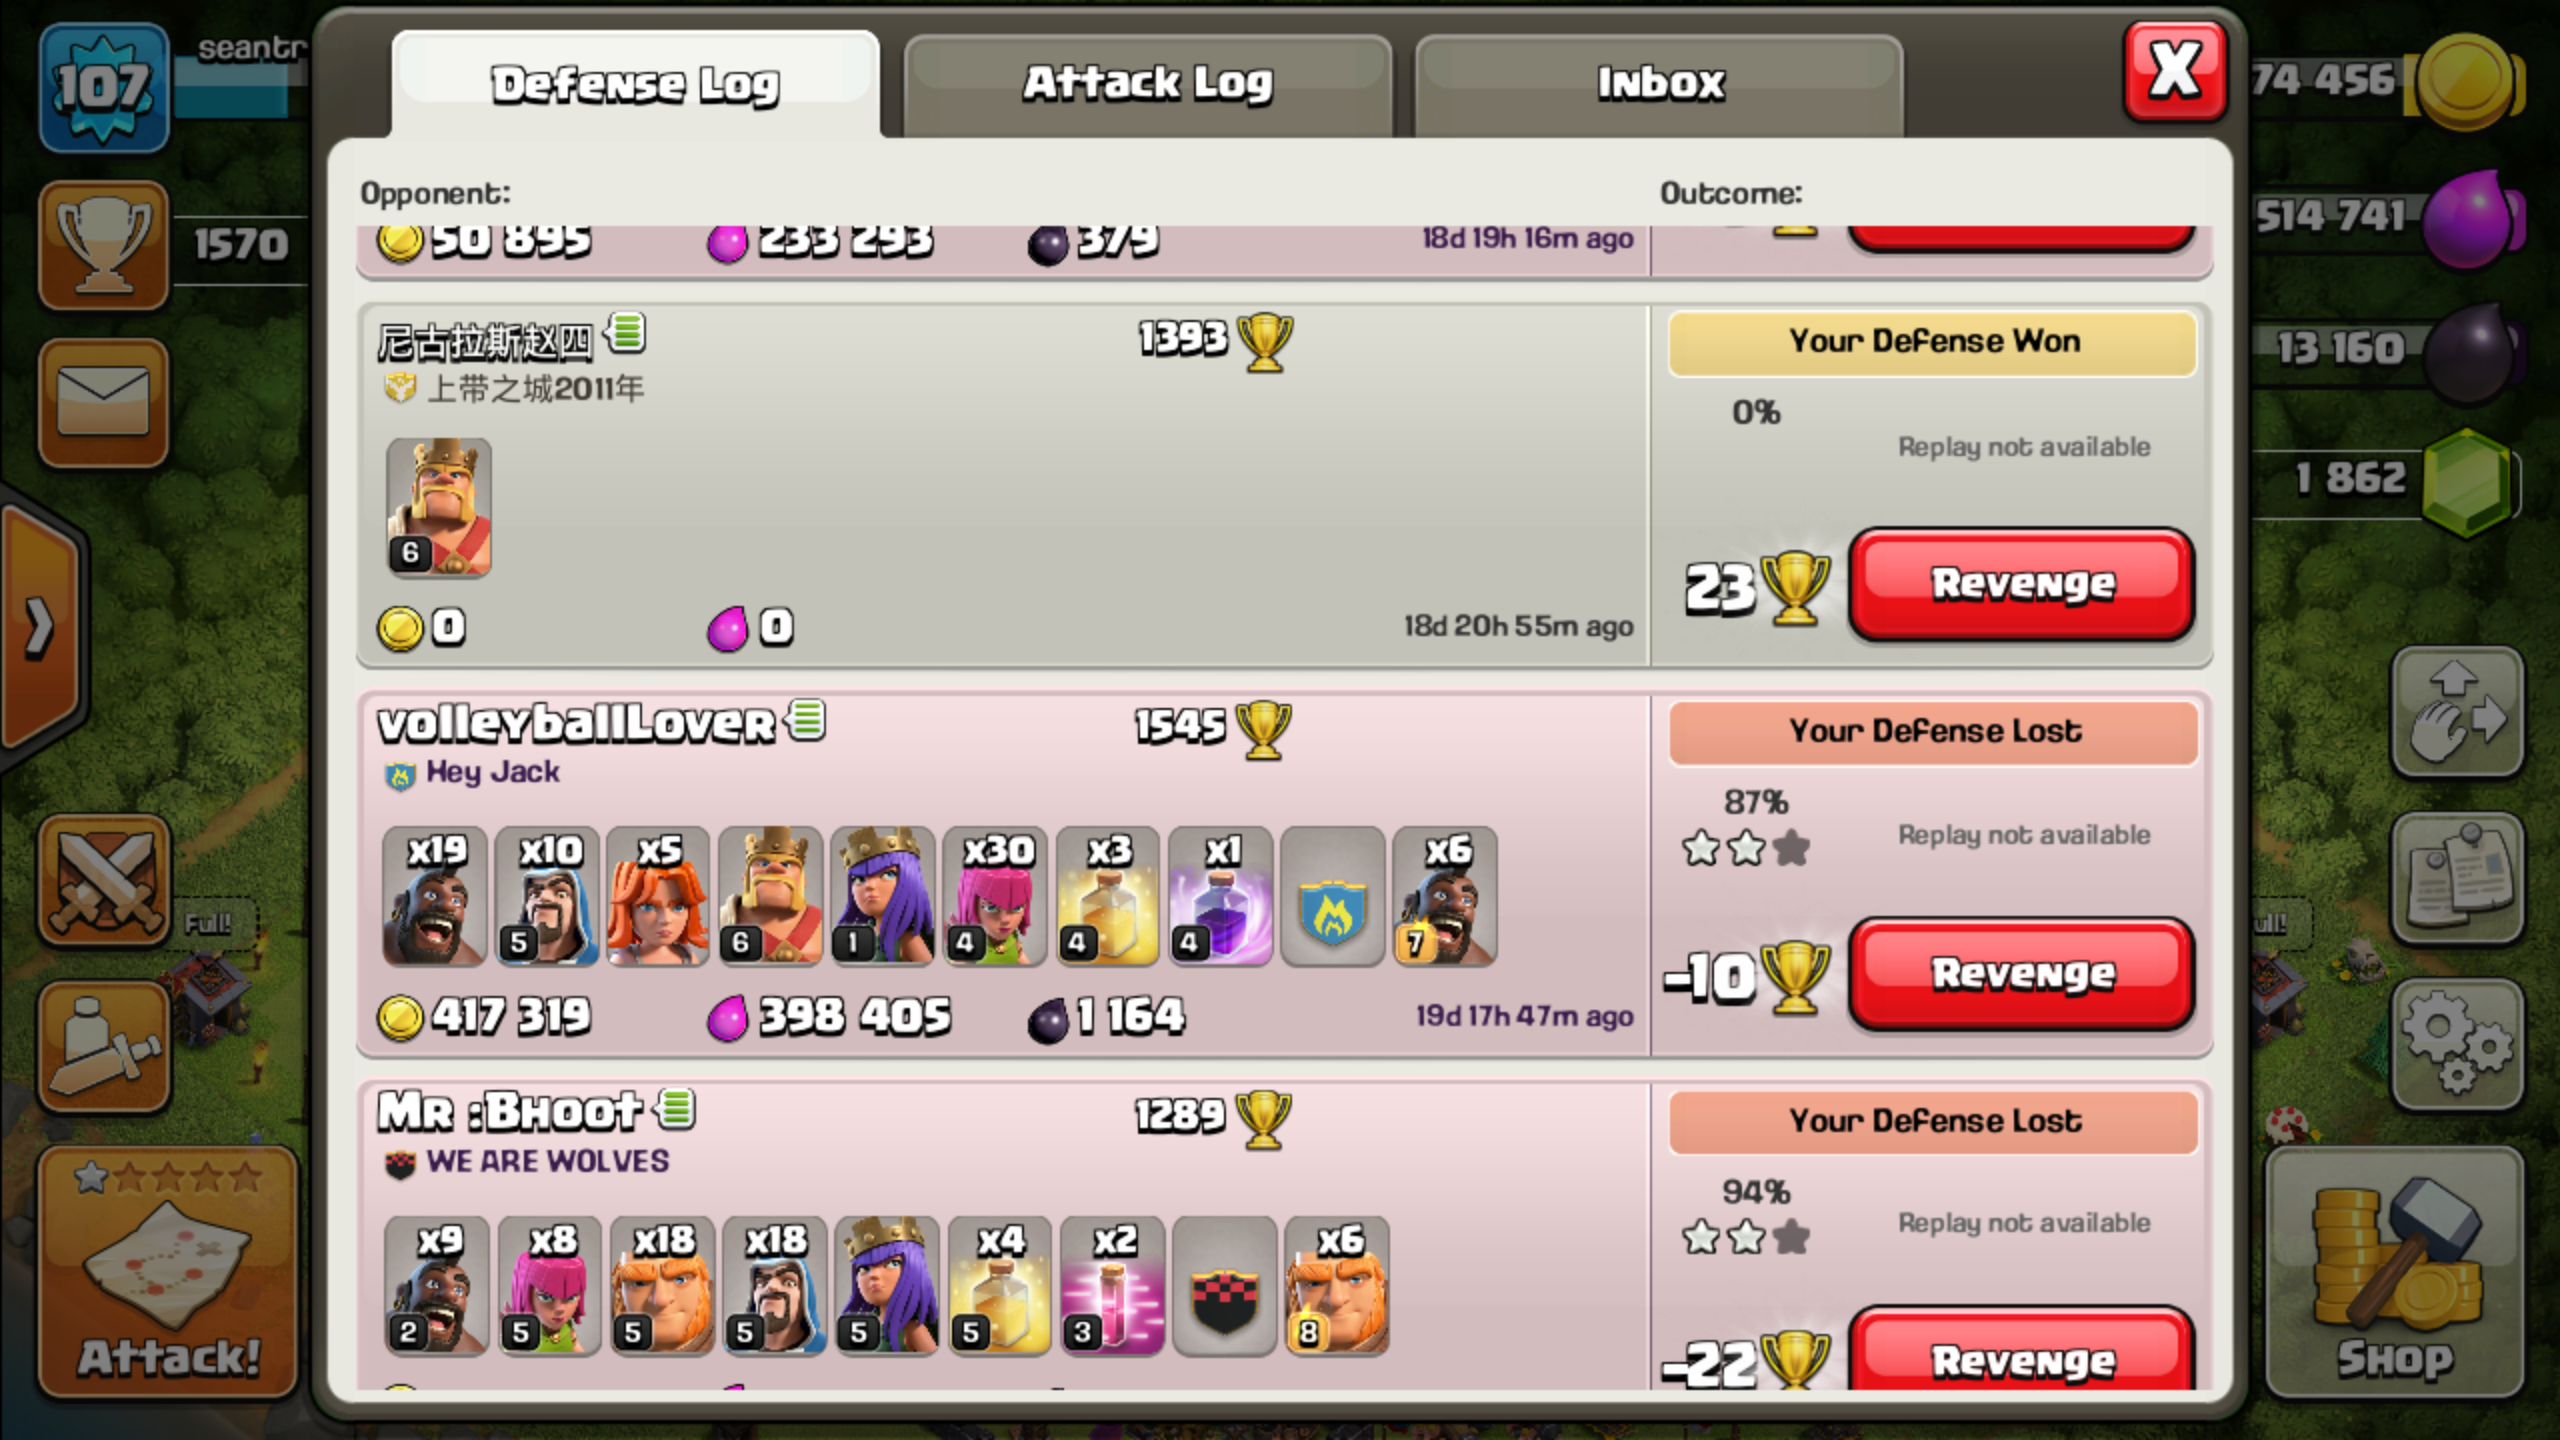 107
seantr
Defense Log
Attack Log
Inbox
X
74 456
1570
Opponent:
Outcome:
50 895
233 293
379
18d 19h 16m ago
514 741
尼古拉斯赵四
1393
Your Defense Won
13 160
上带之城2011年
0%
Replay not available
1 862
6
23
Revenge
0
0
18d 20h 55m ago
volleyballLover
1545
Your Defense Lost
Hey Jack
87%
Replay not available
x19
x10
x5
x30
x3
x1
x6
5
6
1
4
4
4
7
Full!
-10
Revenge
417 319
398 405
1 164
19d 17h 47m ago
Mr :Bhoot
1289
Your Defense Lost
WE ARE WOLVES
94%
Replay not available
x9
x8
x18
x18
x4
x2
x6
2
5
5
5
5
5
3
8
-22
Revenge
Attack!
Shop